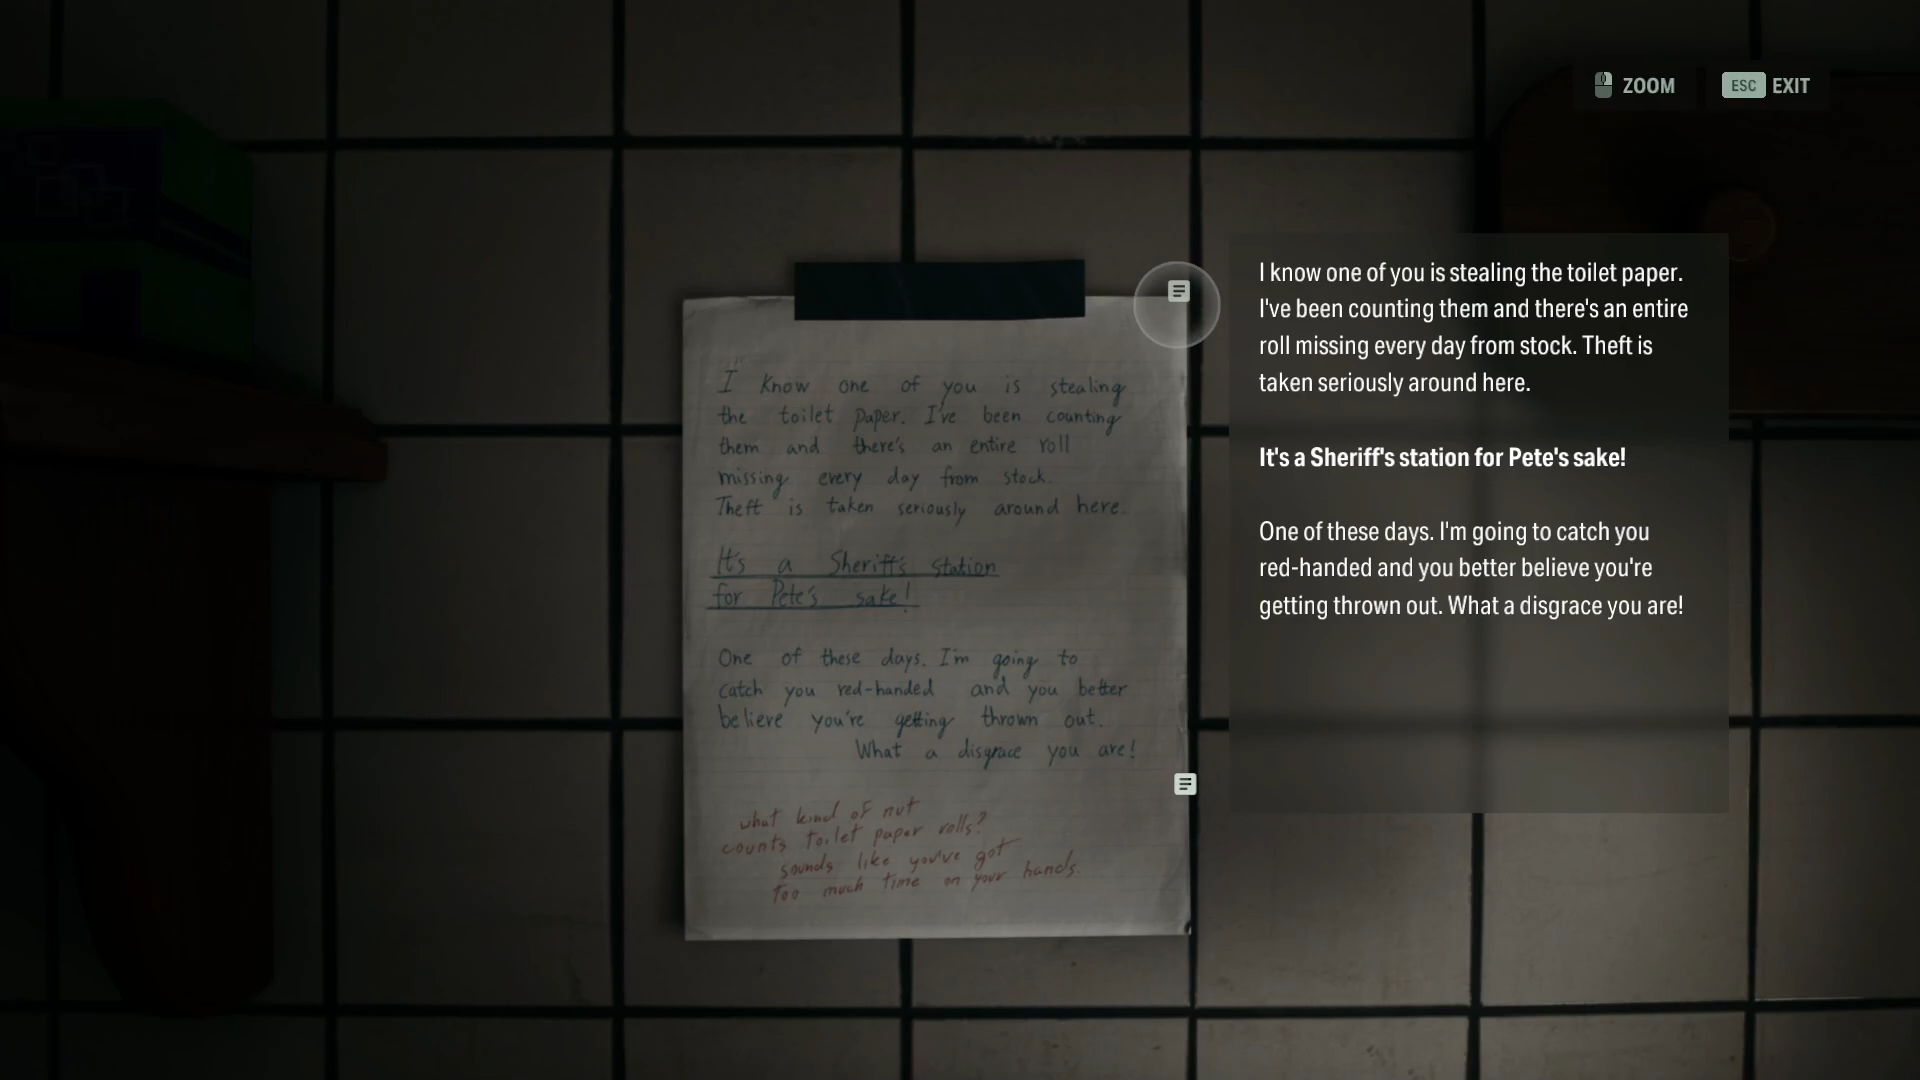 ZOOM
ESC EXIT
I know one of you is stealing
the toilet paper. I've been counting
them and there's an entire roll
missing every day from stock.
Theft is taken seriously around here.
It's a Sheriff's station
for Pete's sake!
One of these days. I'm going to
catch you red-handed and you better
believe you're getting thrown out.
What a disgrace you are!
what kind of nut
counts toilet paper rolls?
sounds like you've got
too much time on your hands.
I know one of you is stealing the toilet paper.
I've been counting them and there's an entire
roll missing every day from stock. Theft is
taken seriously around here.
It's a Sheriff's station for Pete's sake!
One of these days. I'm going to catch you
red-handed and you better believe you're
getting thrown out. What a disgrace you are!